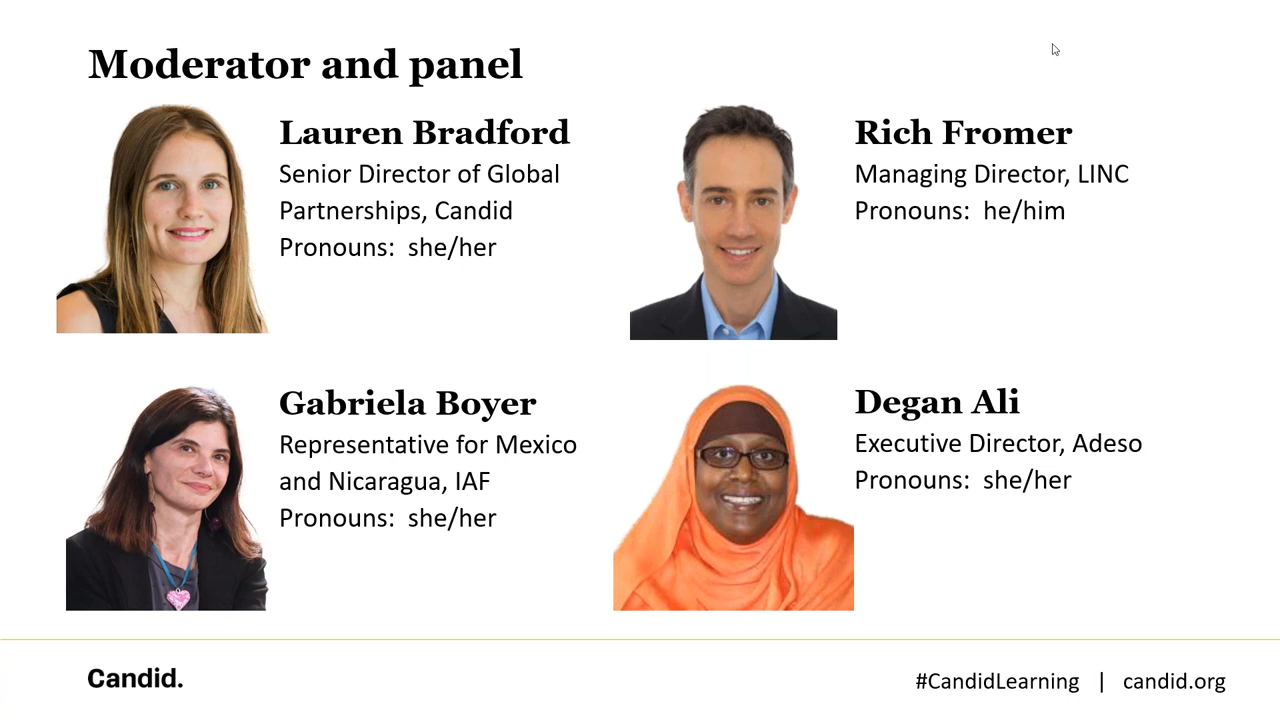 Moderator and panel
Lauren Bradford
Senior Director of Global
Partnerships, Candid
Pronouns:  she/her
Rich Fromer
Managing Director, LINC
Pronouns:  he/him
Gabriela Boyer
Representative for Mexico
and Nicaragua, IAF
Pronouns:  she/her
Degan Ali
Executive Director, Adeso
Pronouns:  she/her
Candid.
#CandidLearning | candid.org